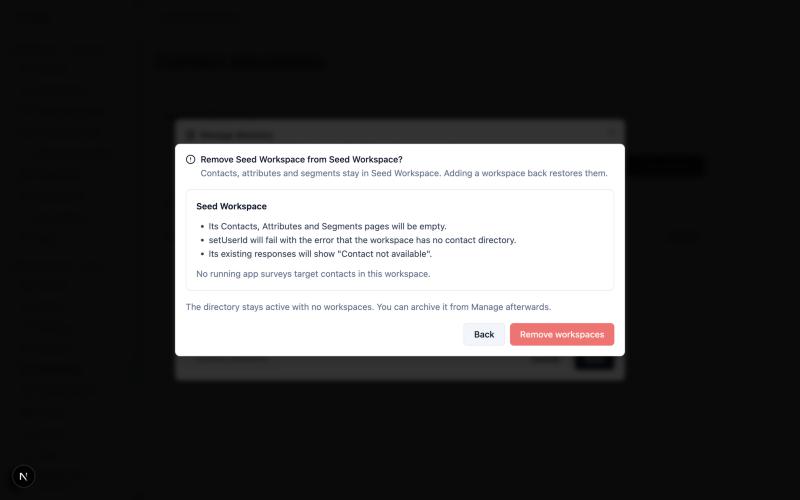 Remove Seed Workspace from Seed Workspace?
Contacts, attributes and segments stay in Seed Workspace. Adding a workspace back restores them.
Seed Workspace
• Its Contacts, Attributes and Segments pages will be empty.
• setUserId will fail with the error that the workspace has no contact directory.
• Its existing responses will show "Contact not available".
No running app surveys target contacts in this workspace.
The directory stays active with no workspaces. You can archive it from Manage afterwards.
Back
Remove workspaces
N